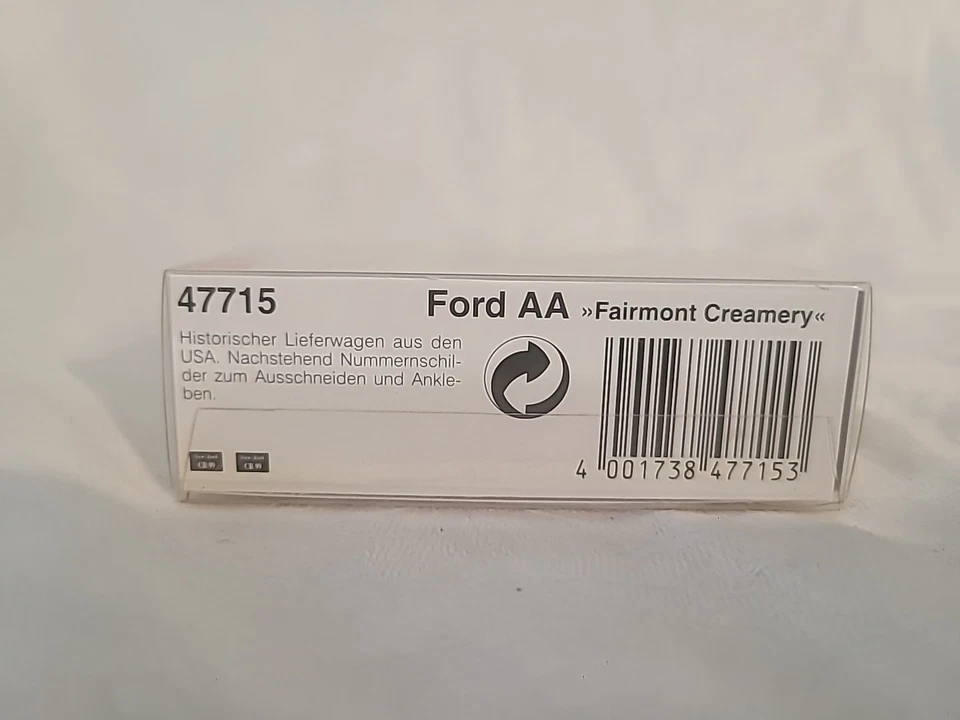 47715
Ford AA »Fairmont Creamery«
Historischer Lieferwagen aus den
USA. Nachstehend Nummernschil-
der zum Ausschneiden und Ankle-
ben.
4 001738 477153